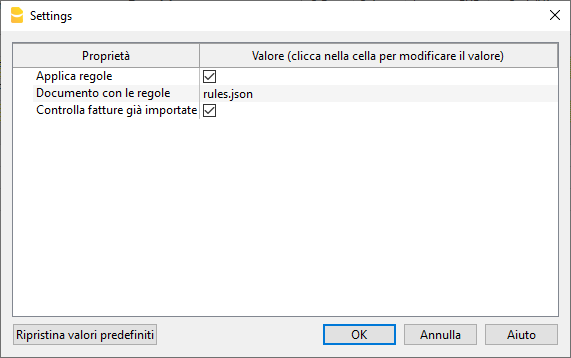 Settings
Proprietà Valore (clicca nella cella per modificare il valore)
Applica regole
Documento con le regole rules.json
Controlla fatture già importate
Ripristina valori predefiniti OK Annulla Aiuto